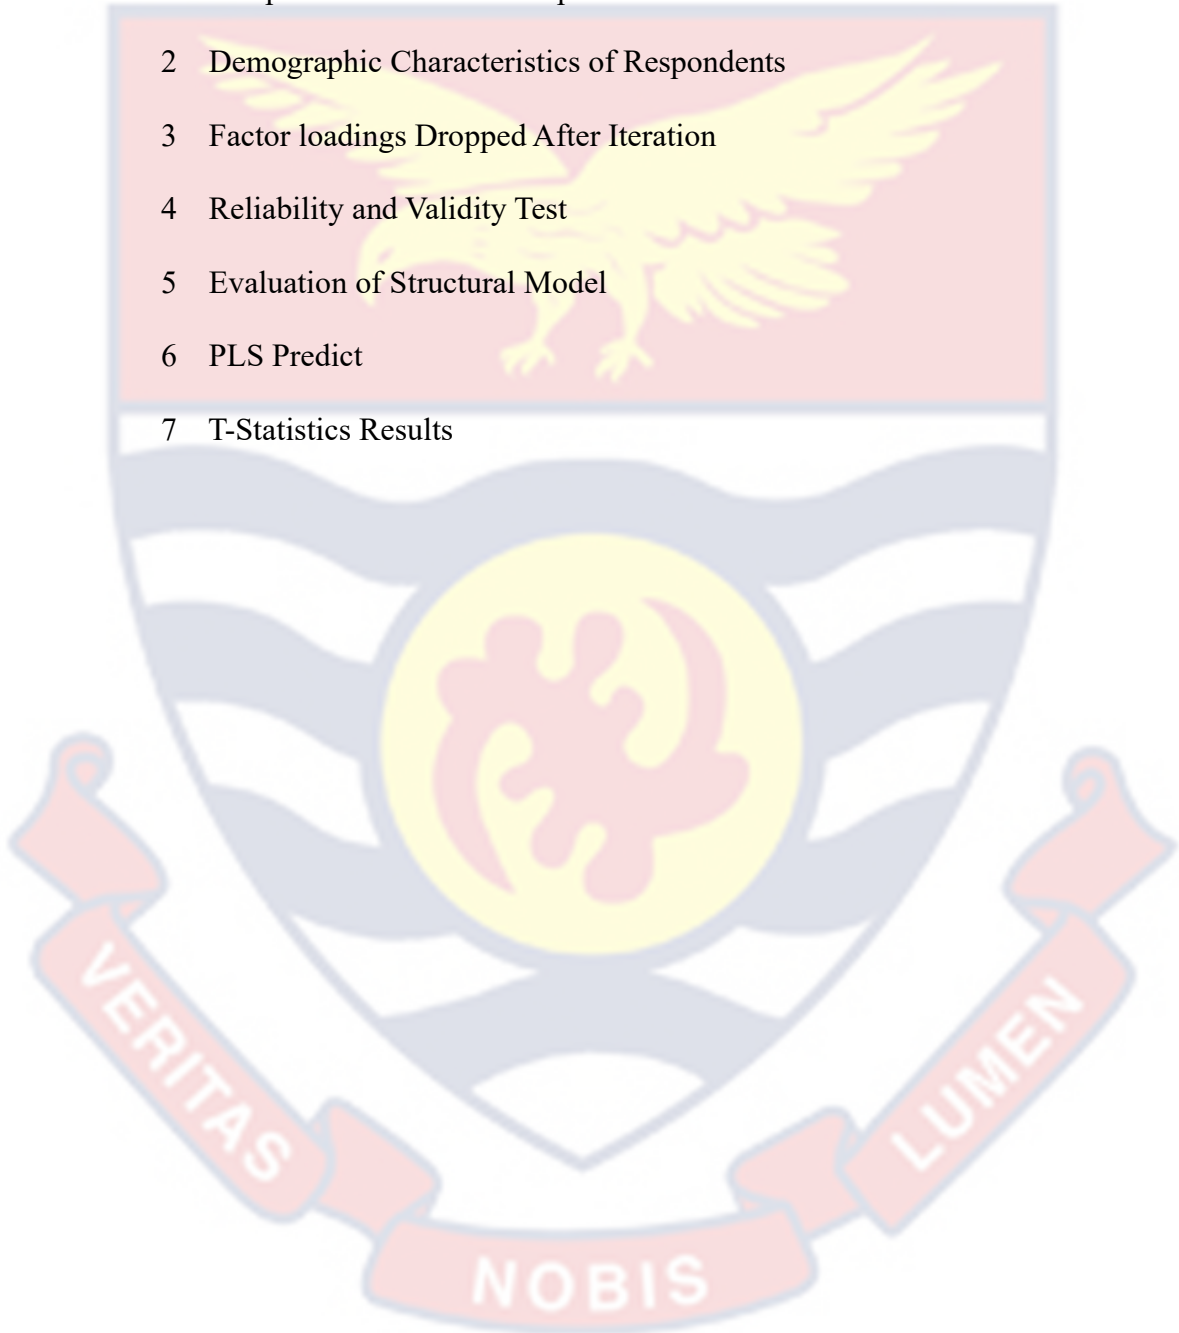 2 Demographic Characteristics of Respondents
3 Factor loadings Dropped After Iteration
4 Reliability and Validity Test
5 Evaluation of Structural Model
6 PLS Predict
7 T-Statistics Results
VERITAS
NOBIS
LUMEN